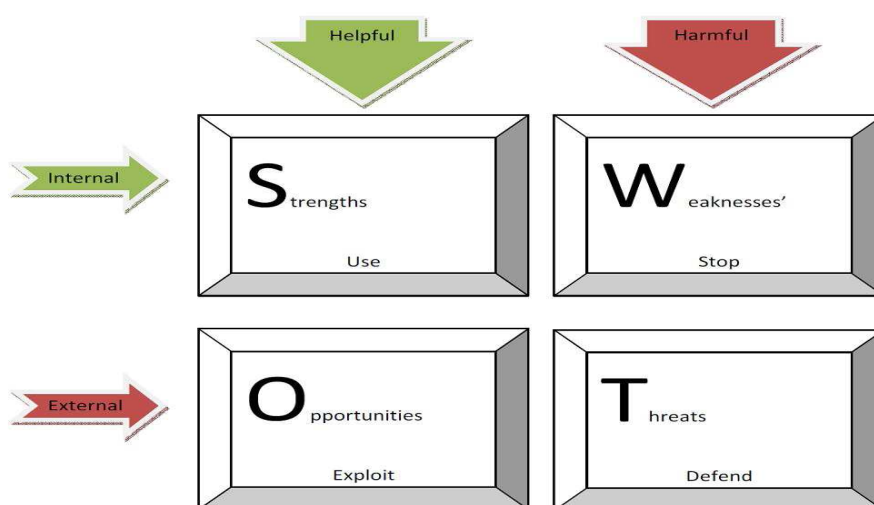 Helpful
Harmful
Internal
Strengths
Use
Weaknesses’
Stop
External
Opportunities
Exploit
Threats
Defend